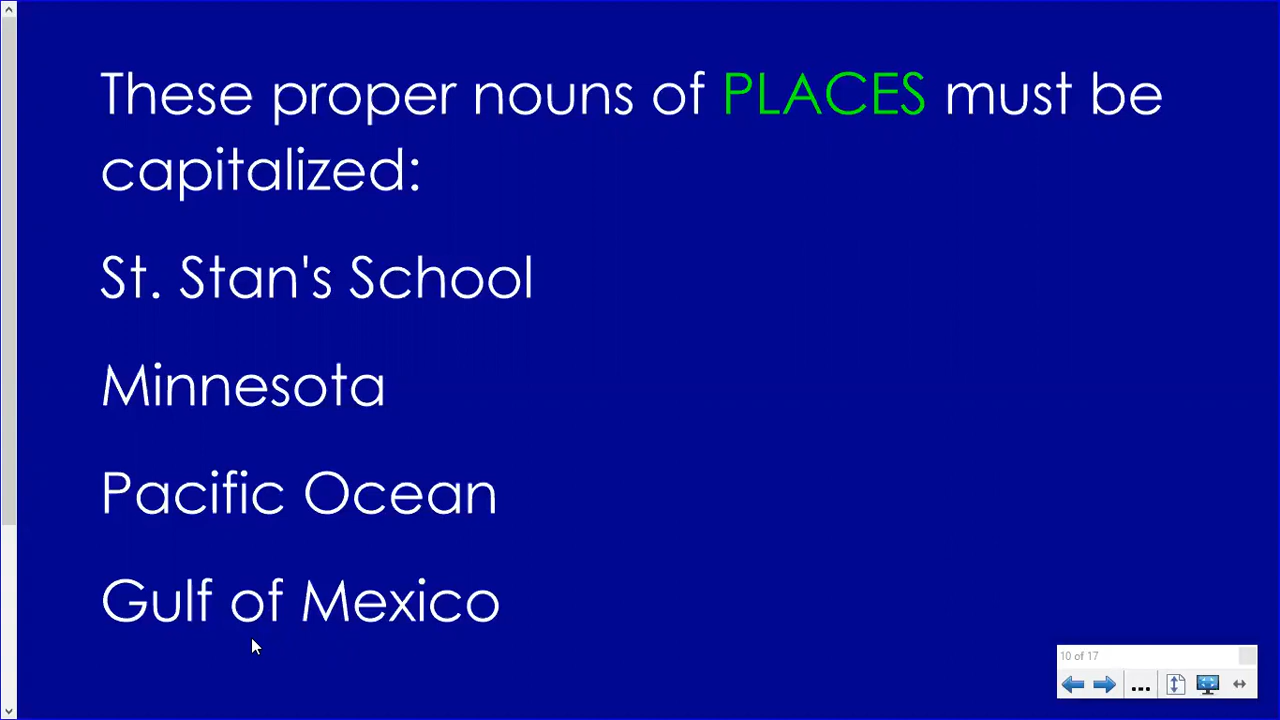 These proper nouns of PLACES must be
capitalized:
St. Stan's School
Minnesota
Pacific Ocean
Gulf of Mexico
10 of 17